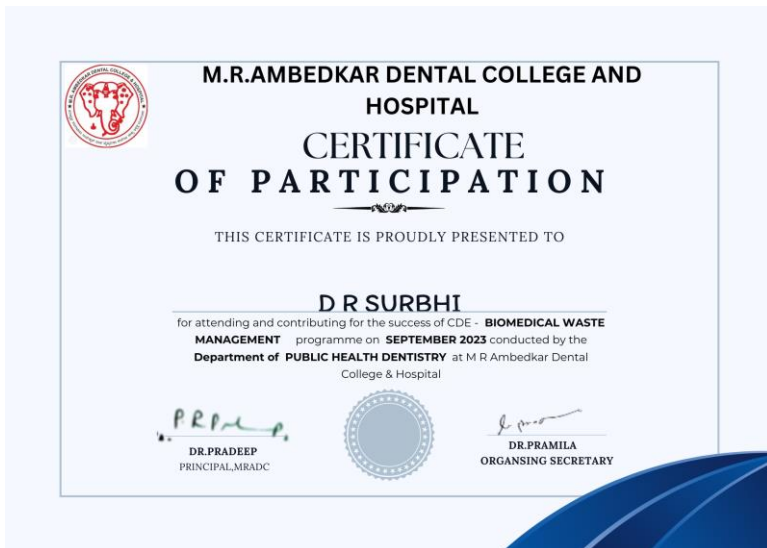 M.R.AMBEDKAR DENTAL COLLEGE AND
HOSPITAL
CERTIFICATE
OF PARTICIPATION
THIS CERTIFICATE IS PROUDLY PRESENTED TO
D R SURBHI
for attending and contributing for the success of CDE - BIOMEDICAL WASTE
MANAGEMENT programme on SEPTEMBER 2023 conducted by the
Department of PUBLIC HEALTH DENTISTRY at M R Ambedkar Dental
College & Hospital
DR.PRADEEP
PRINCIPAL,MRADC
DR.PRAMILA
ORGANSING SECRETARY